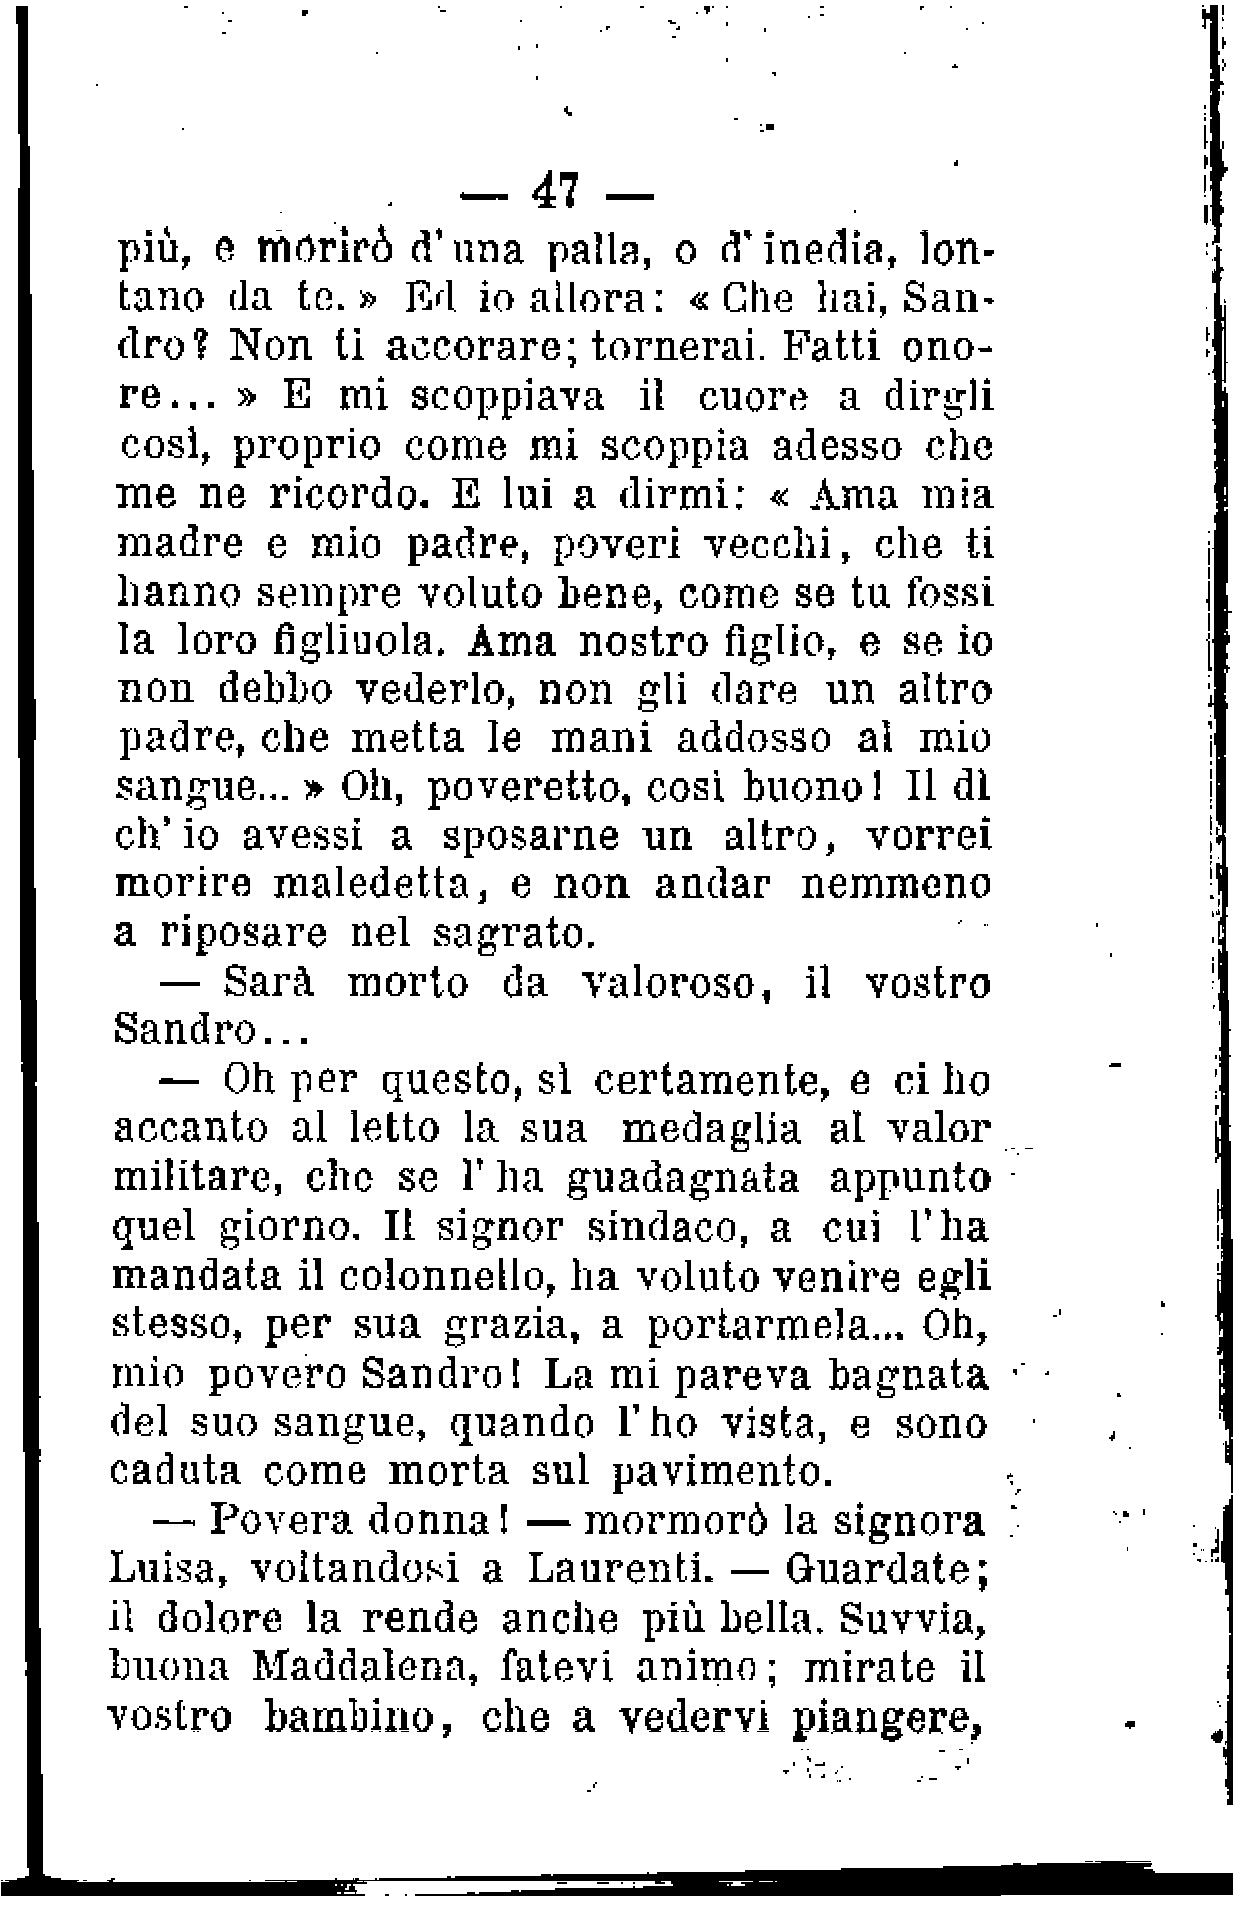 — 47 —
più, e morirò d'una palla, o d'inedia, lon-
tano da te. » Ed io allora: « Che hai, San-
dro? Non ti accorare; tornerai. Fatti ono-
re... » E mi scoppiava il cuore a dirgli
così, proprio come mi scoppia adesso che
me ne ricordo. E lui a dirmi: « Ama mia
madre e mio padre, poveri vecchi, che ti
hanno sempre voluto bene, come se tu fossi
la loro figliuola. Ama nostro figlio, e se io
non debbo vederlo, non gli dare un altro
padre, che metta le mani addosso al mio
sangue... » Oh, poveretto, così buono! Il dì
ch' io avessi a sposarne un altro, vorrei
morire maledetta, e non andar nemmeno
a riposare nel sagrato.
— Sarà morto da valoroso, il vostro
Sandro...
— Oh per questo, sì certamente, e ci ho
accanto al letto la sua medaglia al valor
militare, che se l' ha guadagnata appunto
quel giorno. Il signor sindaco, a cui l'ha
mandata il colonnello, ha voluto venire egli
stesso, per sua grazia, a portarmela... Oh,
mio povero Sandro! La mi pareva bagnata
del suo sangue, quando l' ho vista, e sono
caduta come morta sul pavimento.
— Povera donna! — mormorò la signora
Luisa, voltandosi a Laurenti. — Guardate;
il dolore la rende anche più bella. Suvvia,
buona Maddalena, fatevi animo; mirate il
vostro bambino, che a vedervi piangere,